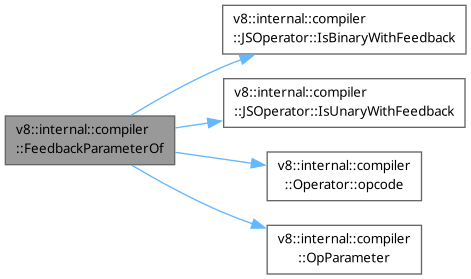 v8::internal::compiler
::FeedbackParameterOf
v8::internal::compiler
::JSOperator::IsBinaryWithFeedback
v8::internal::compiler
::JSOperator::IsUnaryWithFeedback
v8::internal::compiler
::Operator::opcode
v8::internal::compiler
::OpParameter